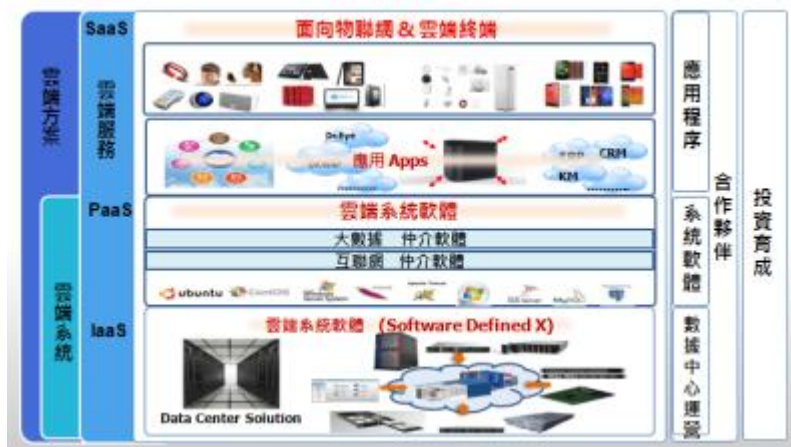 SaaS
面向物聯網 & 雲端終端
雲端方案
雲端服務
應用程序
Dr.Eye
應用 Apps
CRM
KM
合作夥伴
投資育成
PaaS
雲端系統軟體
大數據 仲介軟體
互聯網 仲介軟體
系統軟體
ubuntu
CentOS
MySQL
雲端系統
IaaS
雲端系統軟體 (Software Defined X)
Data Center Solution
數據中心運營